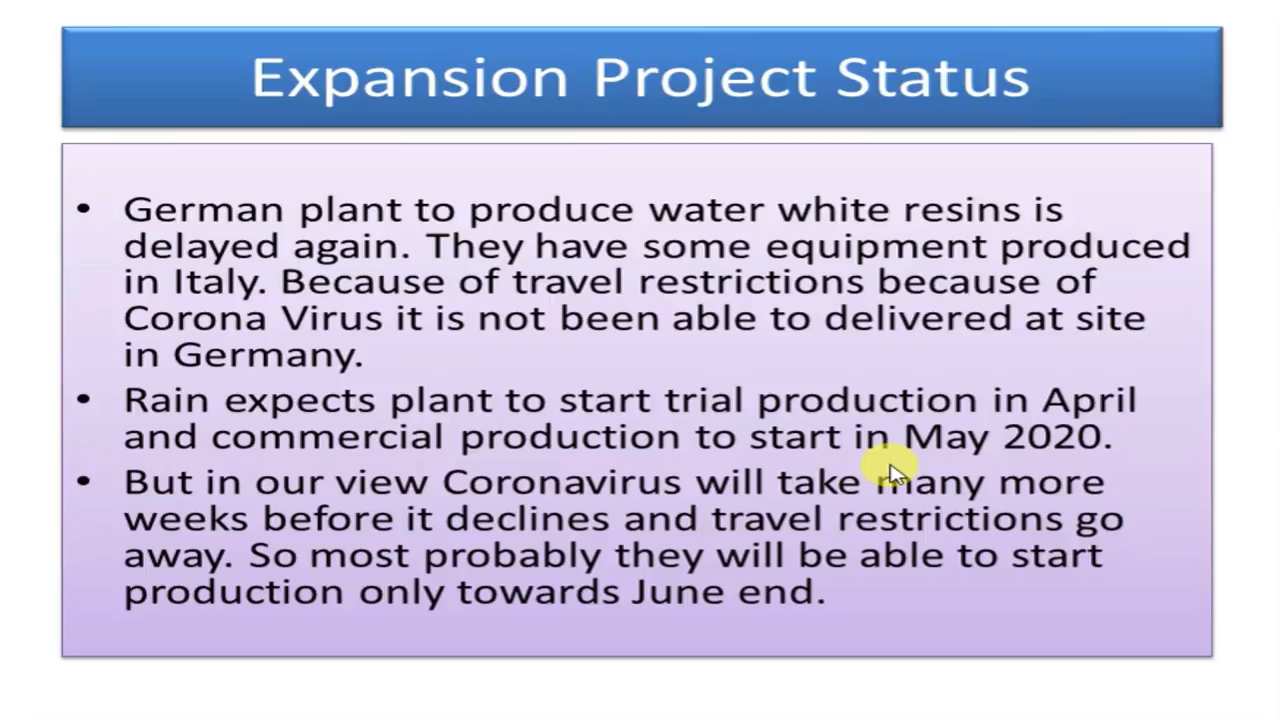 Expansion Project Status
• German plant to produce water white resins is
delayed again. They have some equipment produced
in Italy. Because of travel restrictions because of
Corona Virus it is not been able to delivered at site
in Germany.
• Rain expects plant to start trial production in April
and commercial production to start in May 2020.
• But in our view Coronavirus will take many more
weeks before it declines and travel restrictions go
away. So most probably they will be able to start
production only towards June end.